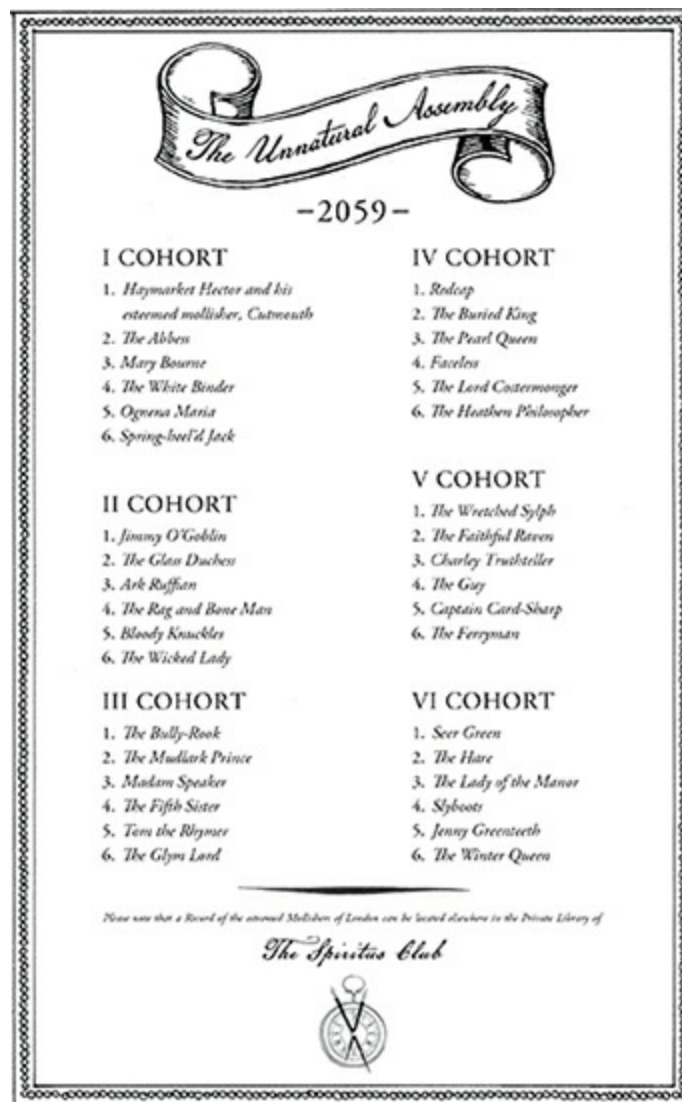 The Unnatural Assembly
-2059-
I COHORT
1. Haymarket Hector and his
esteemed mollisher, Cutmouth
2. The Abbess
3. Mary Bourne
4. The White Binder
5. Ognena Maria
6. Spring-heel'd Jack
II COHORT
1. Jimmy O'Goblin
2. The Glass Duchess
3. Ark Ruffian
4. The Rag and Bone Man
5. Bloody Knuckles
6. The Wicked Lady
III COHORT
1. The Bully-Rook
2. The Mudlark Prince
3. Madam Speaker
4. The Fifth Sister
5. Tom the Rhymer
6. The Glym Lord
IV COHORT
1. Redcap
2. The Buried King
3. The Pearl Queen
4. Faceless
5. The Lord Costermonger
6. The Heathen Philosopher
V COHORT
1. The Wretched Sylph
2. The Faithful Raven
3. Charley Truthteller
4. The Guy
5. Captain Card-Sharp
6. The Ferryman
VI COHORT
1. Seer Green
2. The Hare
3. The Lady of the Manor
4. Slyboots
5. Jenny Greenteeth
6. The Winter Queen
Please note that a Record of the esteemed Mollishers of London can be located elsewhere in the Private Library of
The Spiritus Club